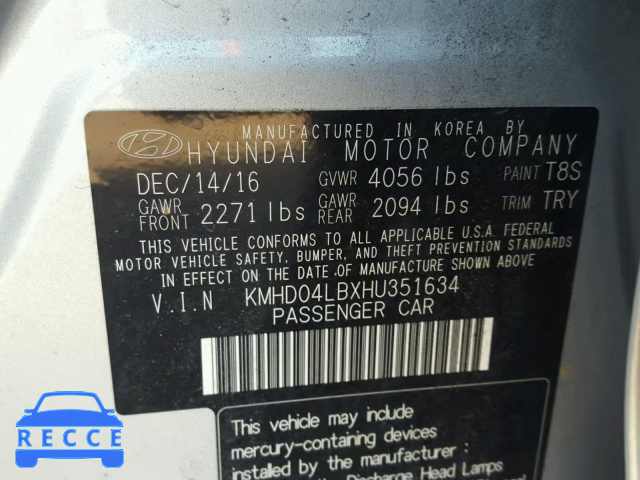 MANUFACTURED IN KOREA BY
HYUNDAI MOTOR COMPANY
DEC/14/16 GVWR 4056 lbs PAINT T8S
GAWR FRONT 2271 lbs GAWR REAR 2094 lbs TRIM TRY
THIS VEHICLE CONFORMS TO ALL APPLICABLE U.S.A. FEDERAL
MOTOR VEHICLE SAFETY, BUMPER, AND THEFT PREVENTION STANDARDS
IN EFFECT ON THE DATE OF MANUFACTURE SHOWN ABOVE.
V.I.N KMHD04LBXHU351634
PASSENGER CAR
This vehicle may include
mercury-containing devices
installed by the manufacturer :
Discharge Head Lamps
RECCE